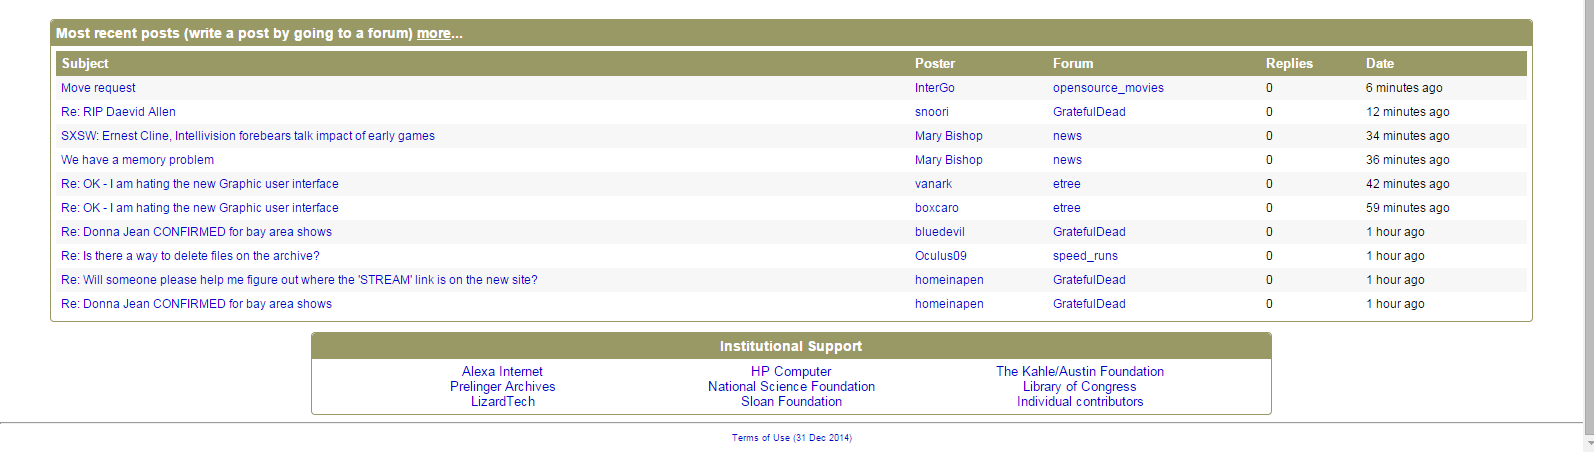 Most recent posts (write a post by going to a forum) more...
Subject Poster Forum Replies Date
Move request InterGo opensource_movies 0 6 minutes ago
Re: RIP Daevid Allen snoori GratefulDead 0 12 minutes ago
SXSW: Ernest Cline, Intellivision forebears talk impact of early games Mary Bishop news 0 34 minutes ago
We have a memory problem Mary Bishop news 0 36 minutes ago
Re: OK - I am hating the new Graphic user interface vanark etree 0 42 minutes ago
Re: OK - I am hating the new Graphic user interface boxcaro etree 0 59 minutes ago
Re: Donna Jean CONFIRMED for bay area shows bluedevil GratefulDead 0 1 hour ago
Re: Is there a way to delete files on the archive? Oculus09 speed_runs 0 1 hour ago
Re: Will someone please help me figure out where the 'STREAM' link is on the new site? homeinapen GratefulDead 0 1 hour ago
Re: Donna Jean CONFIRMED for bay area shows homeinapen GratefulDead 0 1 hour ago
Institutional Support
Alexa Internet HP Computer The Kahle/Austin Foundation
Prelinger Archives National Science Foundation Library of Congress
LizardTech Sloan Foundation Individual contributors
Terms of Use (31 Dec 2014)